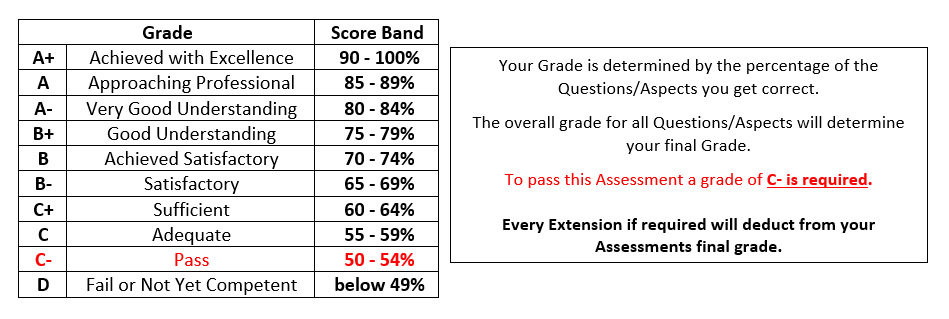 Grade Score Band
A+ Achieved with Excellence 90 - 100%
A Approaching Professional 85 - 89%
A- Very Good Understanding 80 - 84%
B+ Good Understanding 75 - 79%
B Achieved Satisfactory 70 - 74%
B- Satisfactory 65 - 69%
C+ Sufficient 60 - 64%
C Adequate 55 - 59%
C- Pass 50 - 54%
D Fail or Not Yet Competent below 49%
Your Grade is determined by the percentage of the
Questions/Aspects you get correct.
The overall grade for all Questions/Aspects will determine
your final Grade.
To pass this Assessment a grade of C- is required.
Every Extension if required will deduct from your
Assessments final grade.